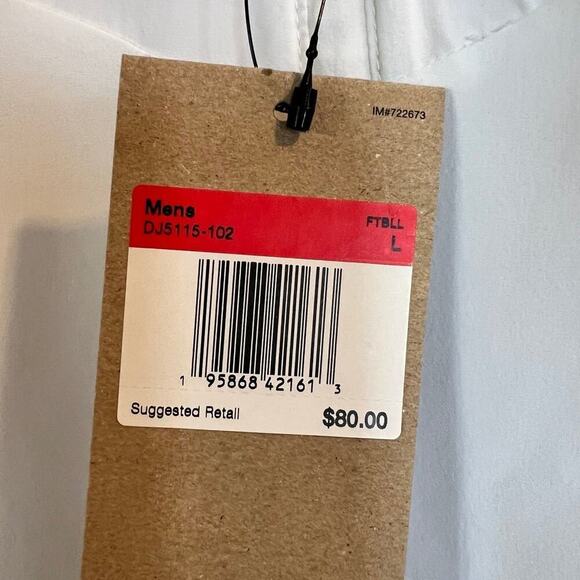 IM#722673
Mens FTBLL
DJ5115-102 L
1 95868 42161 3
Suggested Retail $80.00